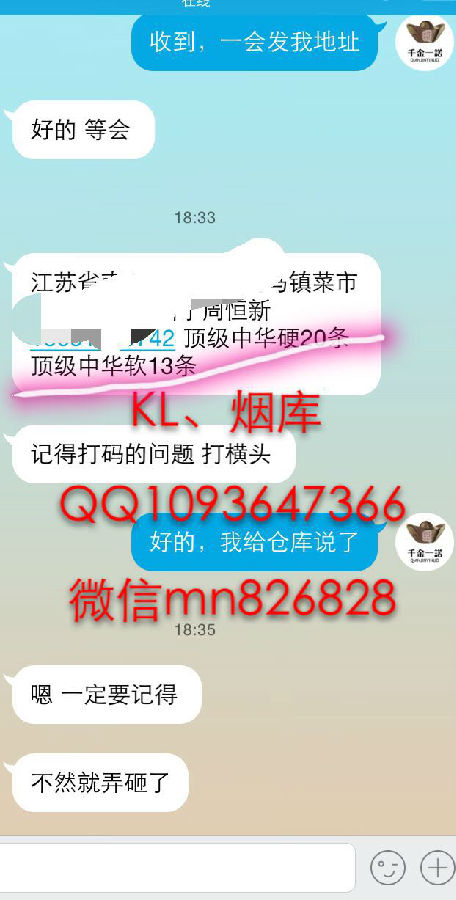 在线
收到，一会发我地址
千金一諾
好的 等会
18:33
江苏省
镇菜市
周恒新
42 顶级中华硬20条
顶级中华软13条
KL、烟库
记得打码的问题 打横头
QQ1093647366
好的，我给仓库说了
千金一諾
微信mn826828
18:35
嗯 一定要记得
不然就弄砸了